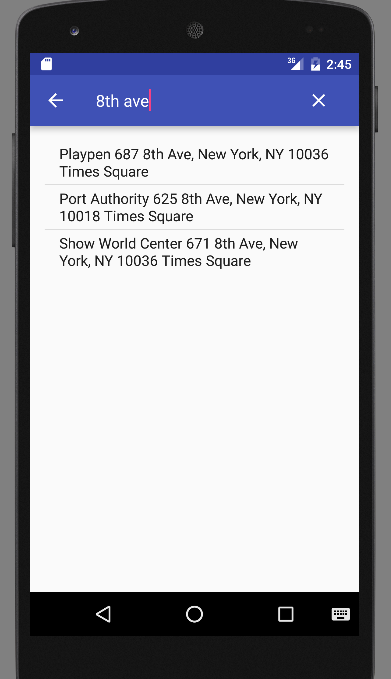 3G 2:45
8th ave
Playpen 687 8th Ave, New York, NY 10036
Times Square
Port Authority 625 8th Ave, New York, NY
10018 Times Square
Show World Center 671 8th Ave, New
York, NY 10036 Times Square